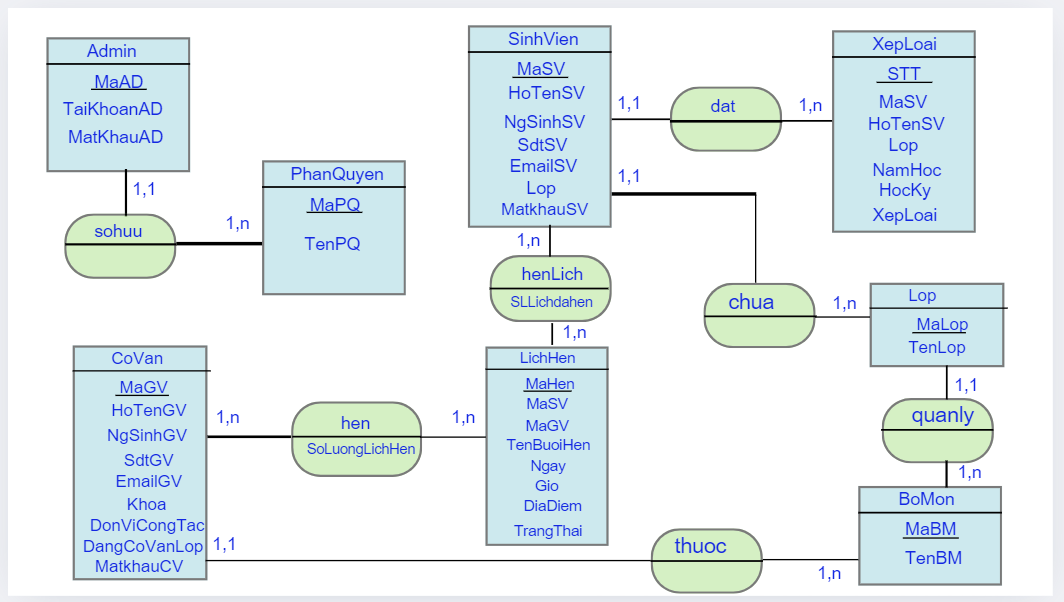 Admin
MaAD
TaiKhoanAD
MatKhauAD
1,1
sohuu
1,n
PhanQuyen
MaPQ
TenPQ
SinhVien
MaSV
HoTenSV
NgSinhSV
SdtSV
EmailSV
Lop
MatkhauSV
1,1
dat
1,n
XepLoai
STT
MaSV
HoTenSV
Lop
NamHoc
HocKy
XepLoai
1,1
chua
1,n
Lop
MaLop
TenLop
1,n
henLich
SLLichdahen
1,n
LichHen
MaHen
MaSV
MaGV
TenBuoiHen
Ngay
Gio
DiaDiem
TrangThai
CoVan
MaGV
HoTenGV
NgSinhGV
SdtGV
EmailGV
Khoa
DonViCongTac
DangCoVanLop
MatkhauCV
1,n
hen
SoLuongLichHen
1,n
1,1
quanly
1,n
BoMon
MaBM
TenBM
1,1
thuoc
1,n